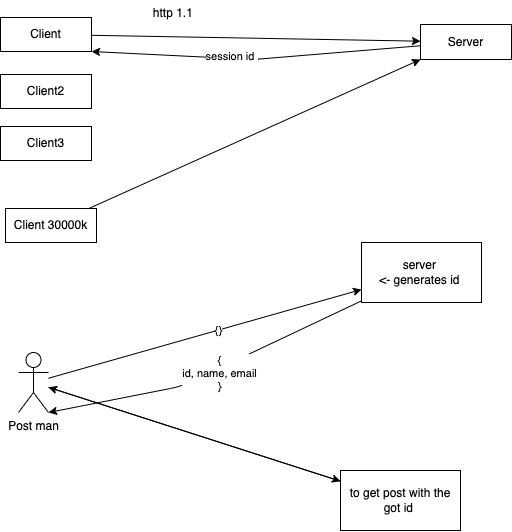 http 1.1
Client
Server
session id
Client2
Client3
Client 30000k
server
<- generates id
{}
{
id, name, email
}
Post man
to get post with the
got id